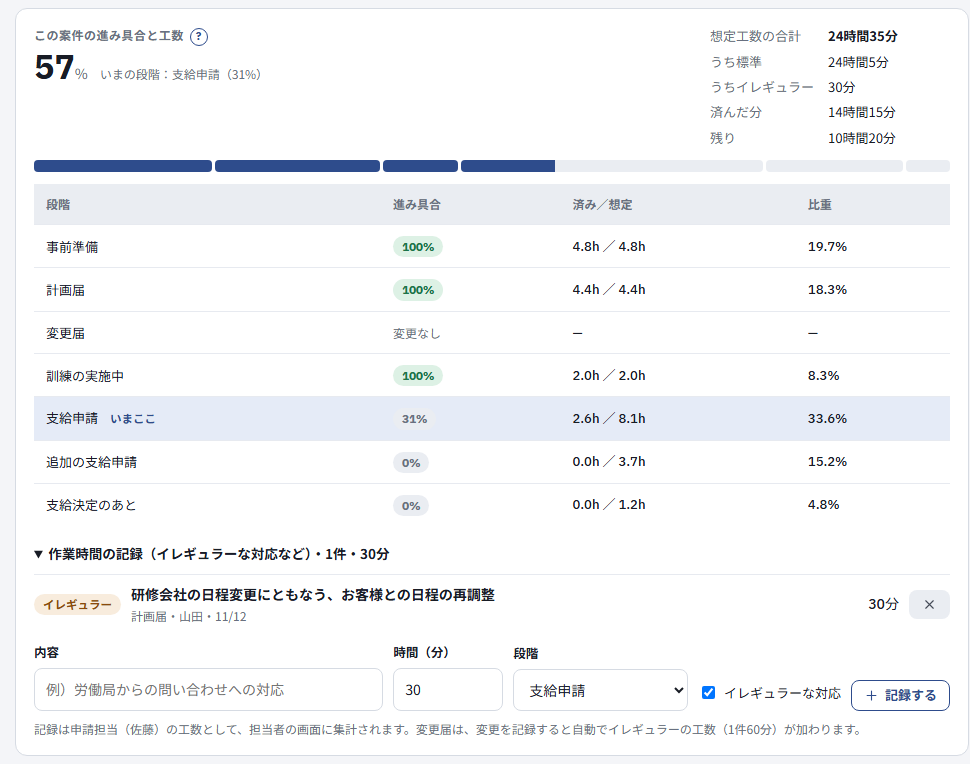 この案件の進み具合と工数 ?
57% いまの段階：支給申請（31%）
想定工数の合計 24時間35分
うち標準 24時間5分
うちイレギュラー 30分
済んだ分 14時間15分
残り 10時間20分
段階 進み具合 済み／想定 比重
事前準備 100% 4.8h ／ 4.8h 19.7%
計画届 100% 4.4h ／ 4.4h 18.3%
変更届 変更なし — —
訓練の実施中 100% 2.0h ／ 2.0h 8.3%
支給申請 いまここ 31% 2.6h ／ 8.1h 33.6%
追加の支給申請 0% 0.0h ／ 3.7h 15.2%
支給決定のあと 0% 0.0h ／ 1.2h 4.8%
▼ 作業時間の記録（イレギュラーな対応など）・1件・30分
イレギュラー 研修会社の日程変更にともなう、お客様との日程の再調整 30分 ×
計画届・山田・11/12
内容 時間（分） 段階
例）労働局からの問い合わせへの対応 30 支給申請 イレギュラーな対応 ＋ 記録する
記録は申請担当（佐藤）の工数として、担当者の画面に集計されます。変更届は、変更を記録すると自動でイレギュラーの工数（1件60分）が加わります。